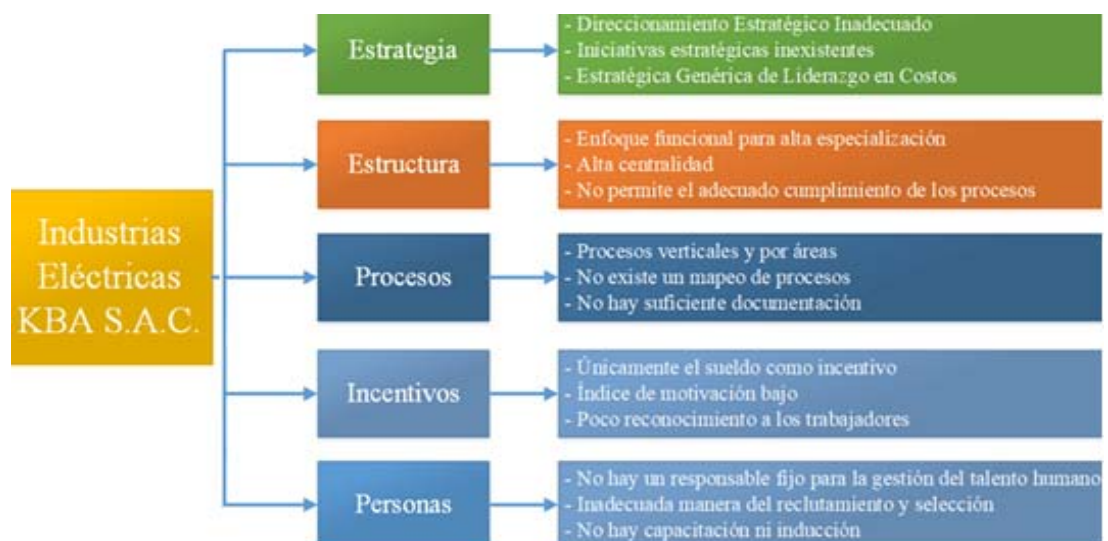 Industrias
Eléctricas
KBA S.A.C.
Estrategia
- Direccionamiento Estratégico Inadecuado
- Iniciativas estratégicas inexistentes
- Estratégica Genérica de Liderazgo en Costos
Estructura
- Enfoque funcional para alta especialización
- Alta centralidad
- No permite el adecuado cumplimiento de los procesos
Procesos
- Procesos verticales y por áreas
- No existe un mapeo de procesos
- No hay suficiente documentación
Incentivos
- Únicamente el sueldo como incentivo
- Índice de motivación bajo
- Poco reconocimiento a los trabajadores
Personas
- No hay un responsable fijo para la gestión del talento humano
- Inadecuada manera del reclutamiento y selección
- No hay capacitación ni inducción